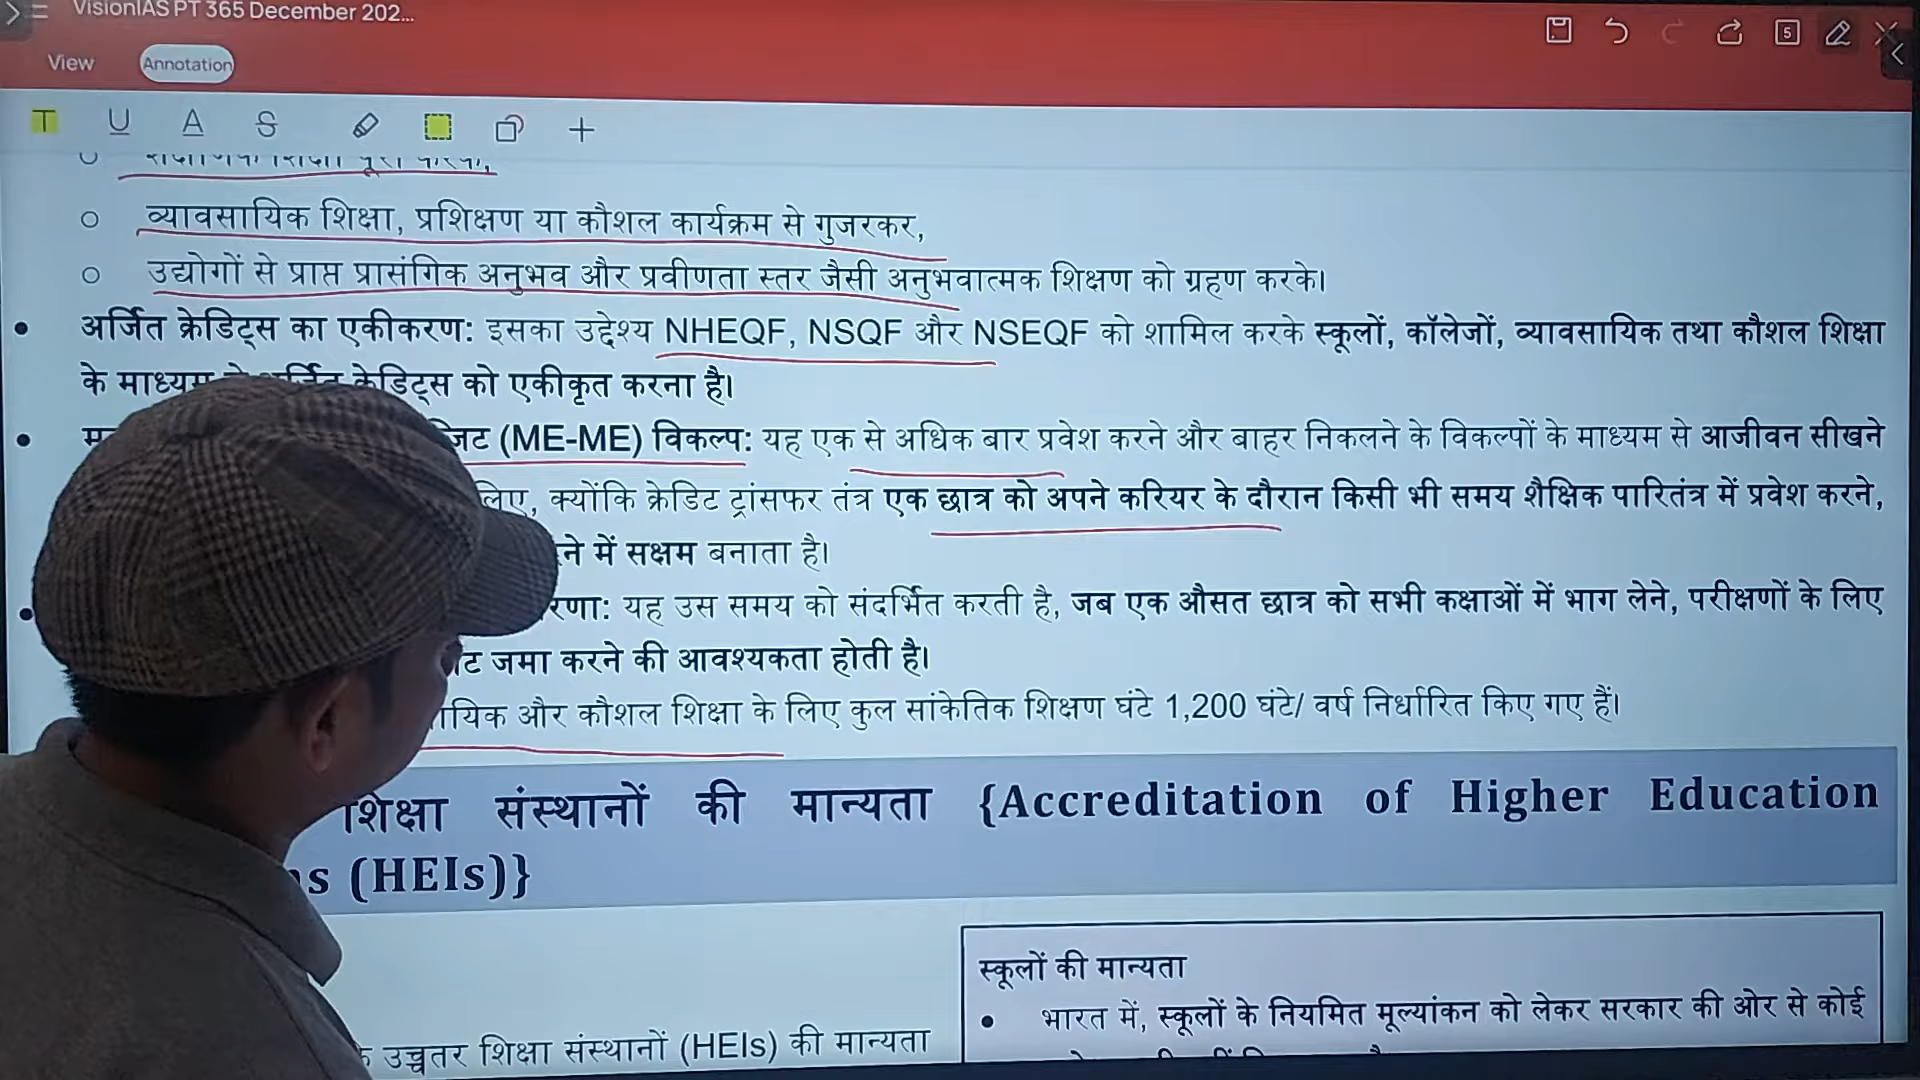 VisionIAS PT 365 December 202...
View Annotation
व्यावसायिक शिक्षा, प्रशिक्षण या कौशल कार्यक्रम से गुजरकर,
उद्योगों से प्राप्त प्रासंगिक अनुभव और प्रवीणता स्तर जैसी अनुभवात्मक शिक्षण को ग्रहण करके।
अर्जित क्रेडिट्स का एकीकरण: इसका उद्देश्य NHEQF, NSQF और NSEQF को शामिल करके स्कूलों, कॉलेजों, व्यावसायिक तथा कौशल शिक्षा
के माध्यम क्रेडिट्स को एकीकृत करना है।
(ME-ME) विकल्प: यह एक से अधिक बार प्रवेश करने और बाहर निकलने के विकल्पों के माध्यम से आजीवन सीखने
लिए, क्योंकि क्रेडिट ट्रांसफर तंत्र एक छात्र को अपने करियर के दौरान किसी भी समय शैक्षिक पारितंत्र में प्रवेश करने,
में सक्षम बनाता है।
यह उस समय को संदर्भित करती है, जब एक औसत छात्र को सभी कक्षाओं में भाग लेने, परीक्षणों के लिए
जमा करने की आवश्यकता होती है।
और कौशल शिक्षा के लिए कुल सांकेतिक शिक्षण घंटे 1,200 घंटे/ वर्ष निर्धारित किए गए हैं।
शिक्षा संस्थानों की मान्यता {Accreditation of Higher Education
(HEIs)}
स्कूलों की मान्यता
भारत में, स्कूलों के नियमित मूल्यांकन को लेकर सरकार की ओर से कोई
उच्चतर शिक्षा संस्थानों (HEIs) की मान्यता